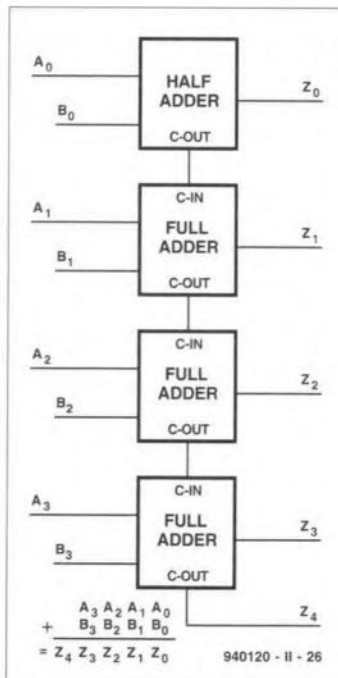 A0
HALF
ADDER
Z0
B0
C-OUT
C-IN
A1
FULL
ADDER
Z1
B1
C-OUT
C-IN
A2
FULL
ADDER
Z2
B2
C-OUT
C-IN
A3
FULL
ADDER
Z3
B3
C-OUT
Z4
A3 A2 A1 A0
+ B3 B2 B1 B0
= Z4 Z3 Z2 Z1 Z0
940120 - II - 26